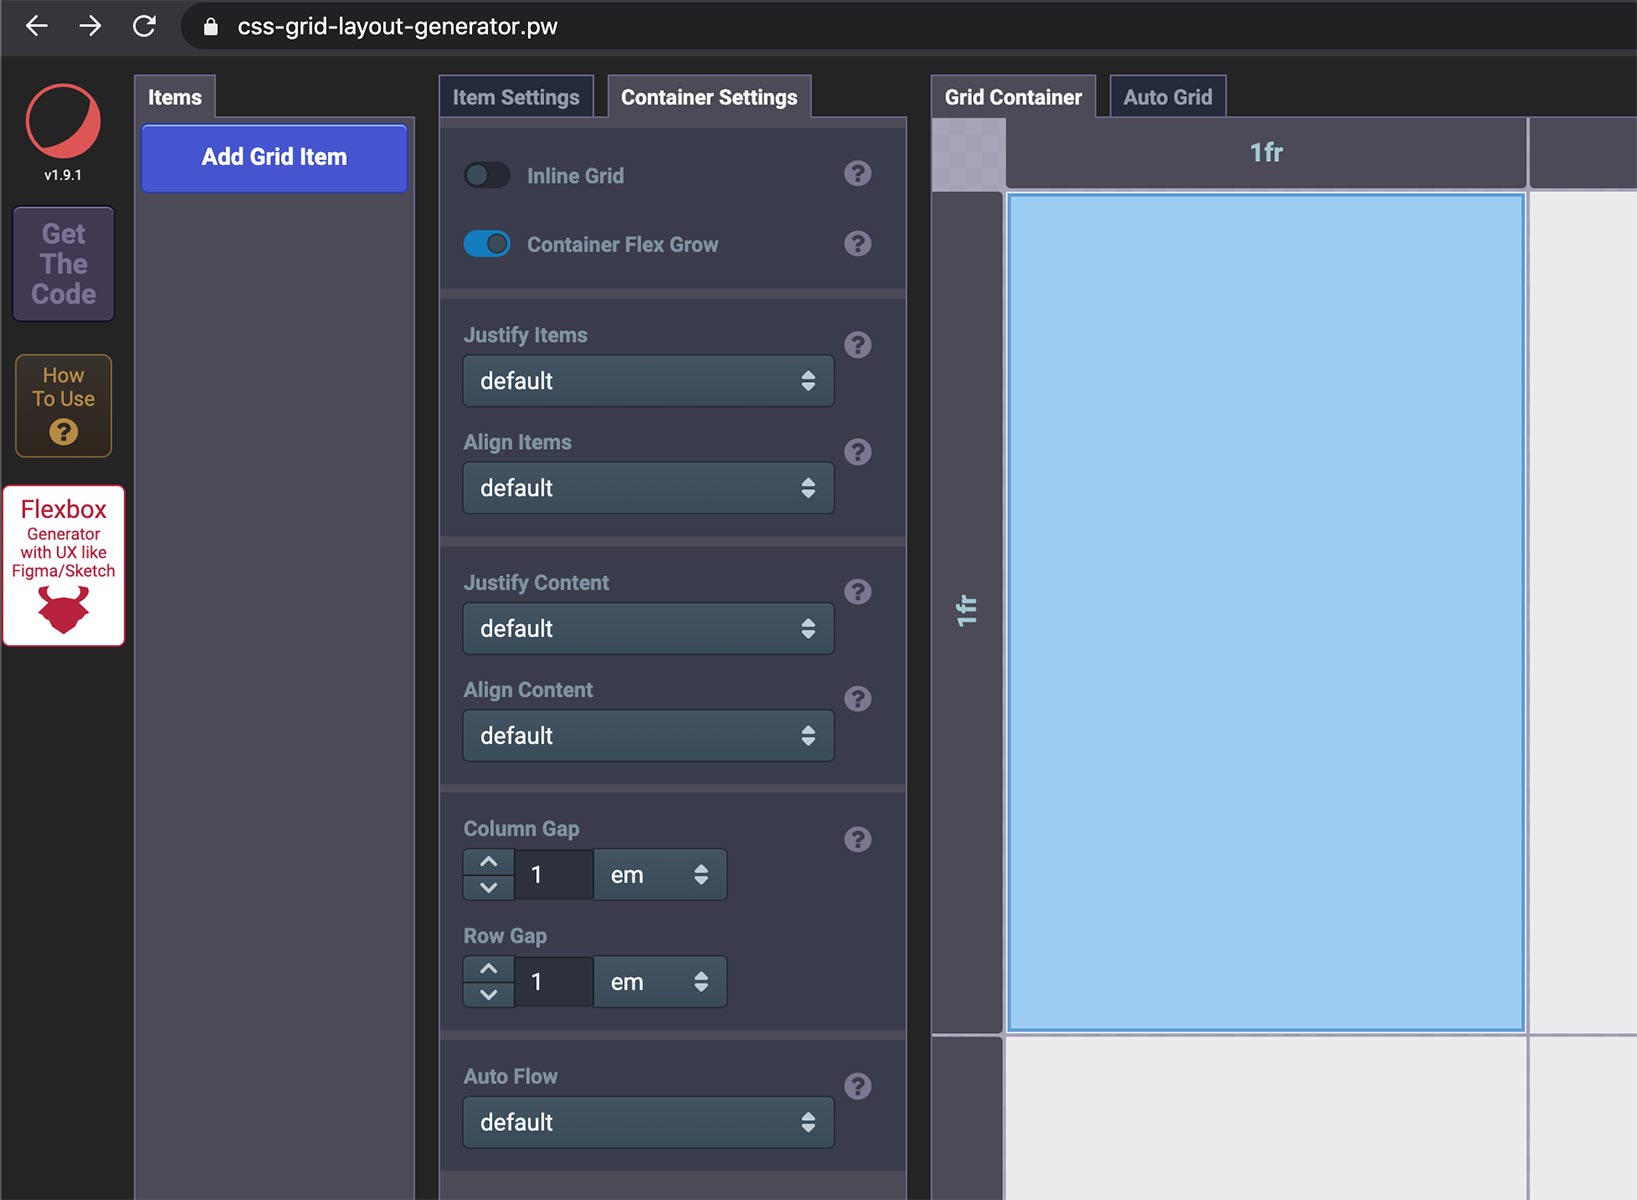 css-grid-layout-generator.pw
v1.9.1
Get
The
Code
How
To Use
?
Flexbox
Generator
with UX like
Figma/Sketch
Items
Add Grid Item
Item Settings
Container Settings
Inline Grid
?
Container Flex Grow
?
Justify Items
?
default
Align Items
?
default
Justify Content
?
default
Align Content
?
default
Column Gap
?
1 em
Row Gap
1 em
Auto Flow
?
default
Grid Container
Auto Grid
1fr
1fr